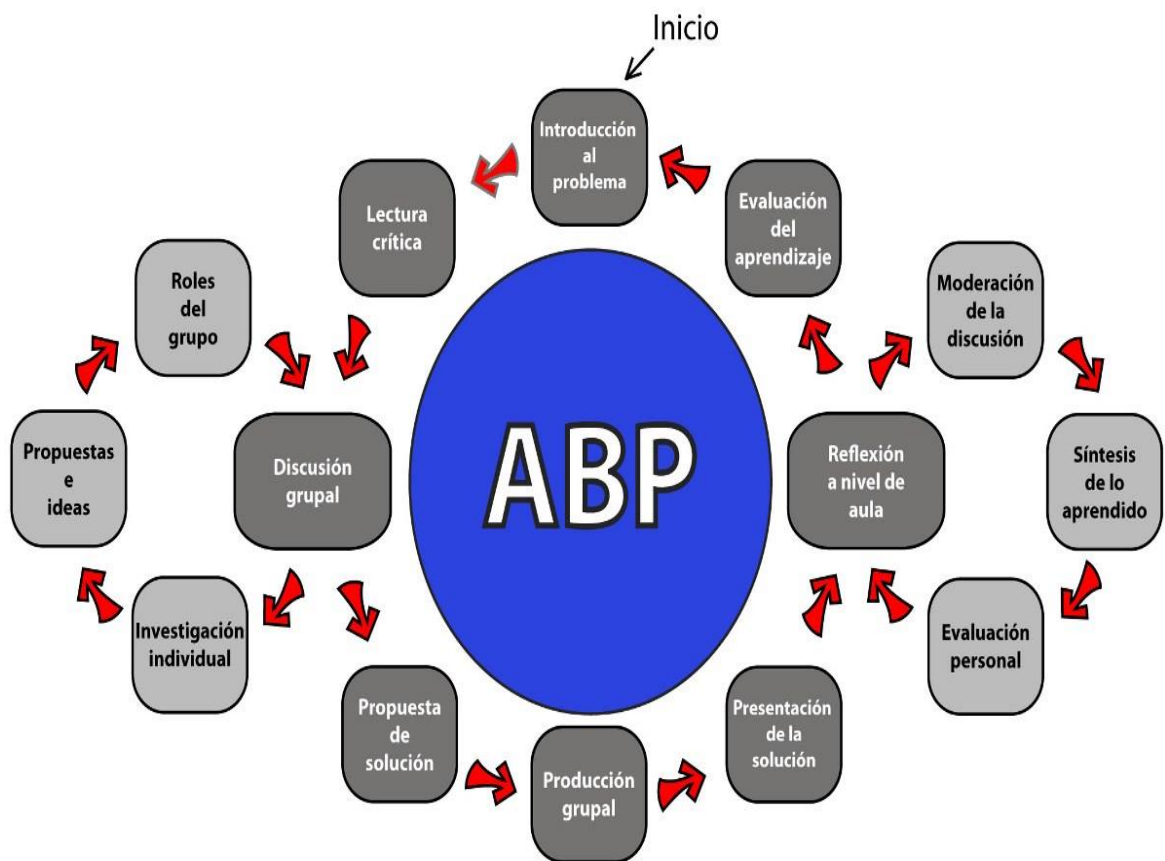 Inicio
Introducción
al
problema
Lectura
crítica
Evaluación
del
aprendizaje
Roles
del
grupo
Moderación
de la
discusión
Propuestas
e
ideas
Discusión
grupal
ABP
Reflexión
a nivel de
aula
Síntesis
de lo
aprendido
Investigación
individual
Evaluación
personal
Propuesta
de
solución
Producción
grupal
Presentación
de la
solución